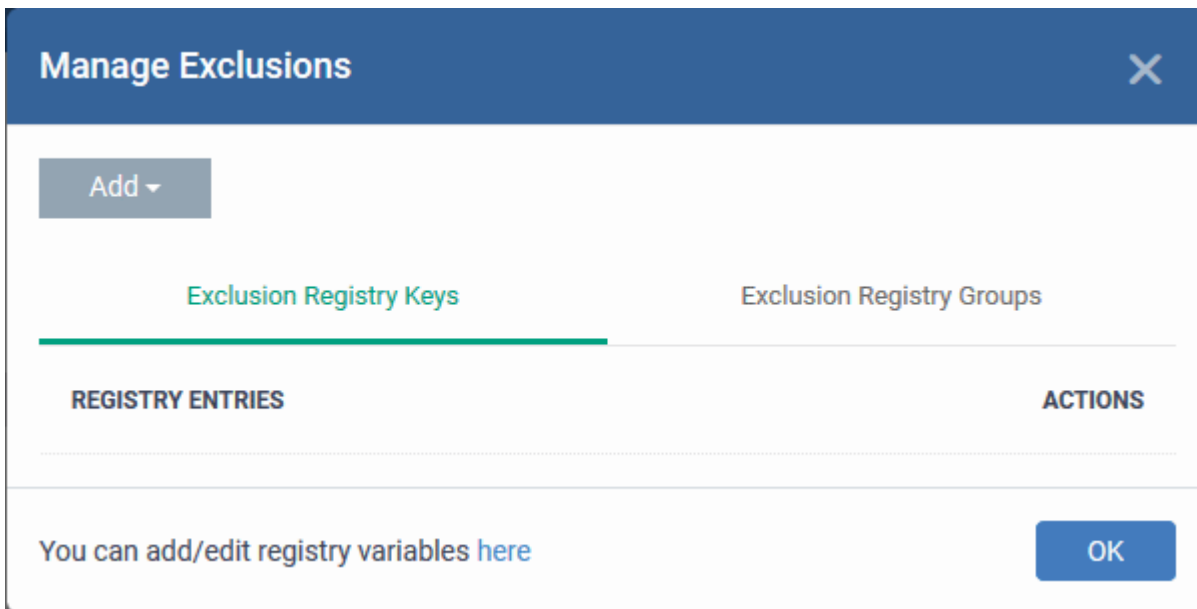 Manage Exclusions
Add
Exclusion Registry Keys
Exclusion Registry Groups
REGISTRY ENTRIES
ACTIONS
You can add/edit registry variables here
OK